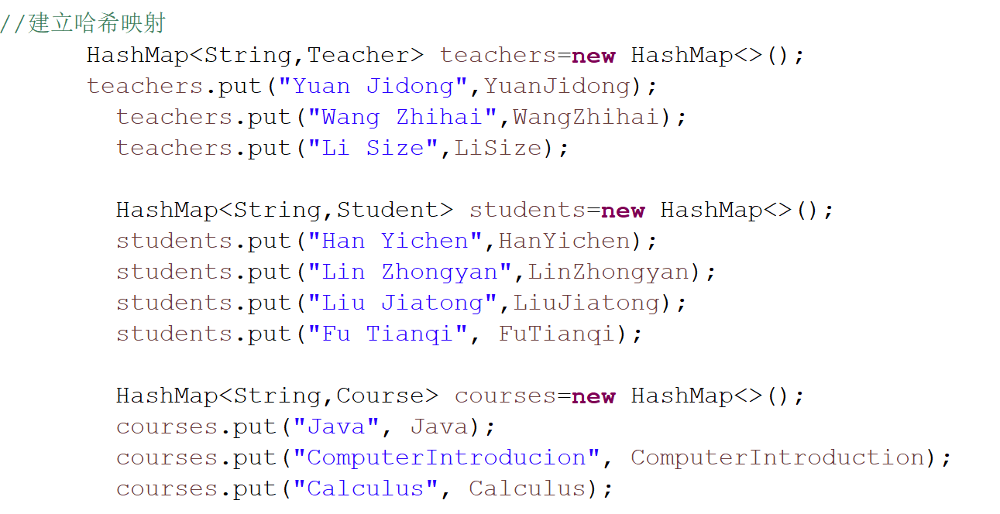 //建立哈希映射
HashMap<String,Teacher> teachers=new HashMap<>();
teachers.put("Yuan Jidong",YuanJidong);
teachers.put("Wang Zhihai",WangZhihai);
teachers.put("Li Size",LiSize);
HashMap<String,Student> students=new HashMap<>();
students.put("Han Yichen",HanYichen);
students.put("Lin Zhongyan",LinZhongyan);
students.put("Liu Jiatong",LiuJiatong);
students.put("Fu Tianqi", FuTianqi);
HashMap<String,Course> courses=new HashMap<>();
courses.put("Java", Java);
courses.put("ComputerIntroducion", ComputerIntroduction);
courses.put("Calculus", Calculus);